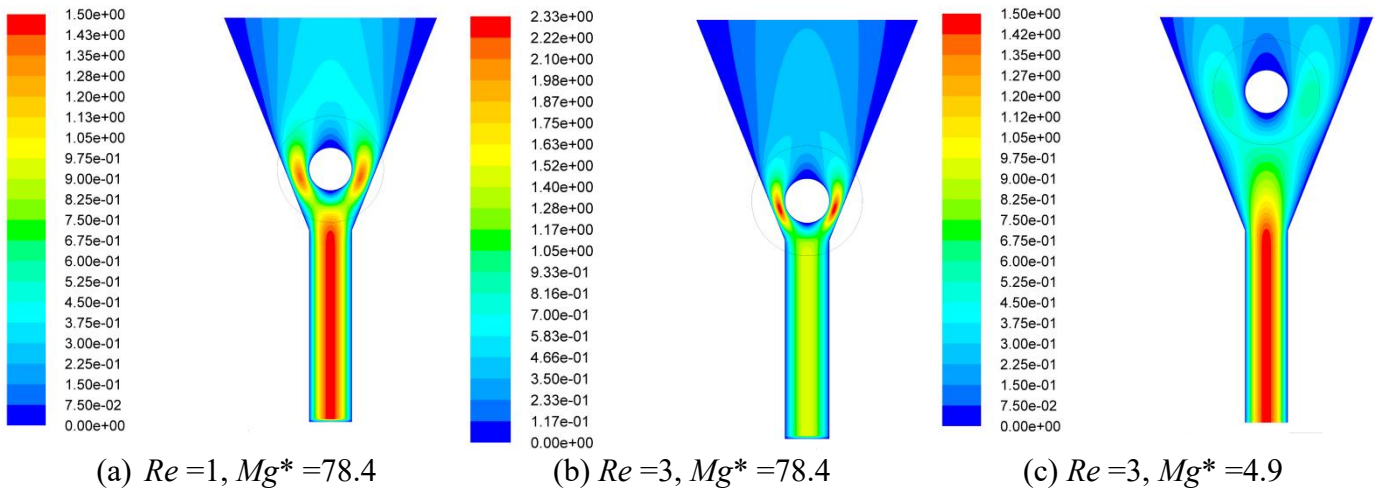 1.50e+00
1.43e+00
1.35e+00
1.28e+00
1.20e+00
1.13e+00
1.05e+00
9.75e-01
9.00e-01
8.25e-01
7.50e-01
6.75e-01
6.00e-01
5.25e-01
4.50e-01
3.75e-01
3.00e-01
2.25e-01
1.50e-01
7.50e-02
0.00e+00
(a) Re =1, Mg* =78.4
2.33e+00
2.22e+00
2.10e+00
1.98e+00
1.87e+00
1.75e+00
1.63e+00
1.52e+00
1.40e+00
1.28e+00
1.17e+00
1.05e+00
9.33e-01
8.16e-01
7.00e-01
5.83e-01
4.66e-01
3.50e-01
2.33e-01
1.17e-01
0.00e+00
(b) Re =3, Mg* =78.4
1.50e+00
1.42e+00
1.35e+00
1.27e+00
1.20e+00
1.12e+00
1.05e+00
9.75e-01
9.00e-01
8.25e-01
7.50e-01
6.75e-01
6.00e-01
5.25e-01
4.50e-01
3.75e-01
3.00e-01
2.25e-01
1.50e-01
7.50e-02
0.00e+00
(c) Re =3, Mg* =4.9